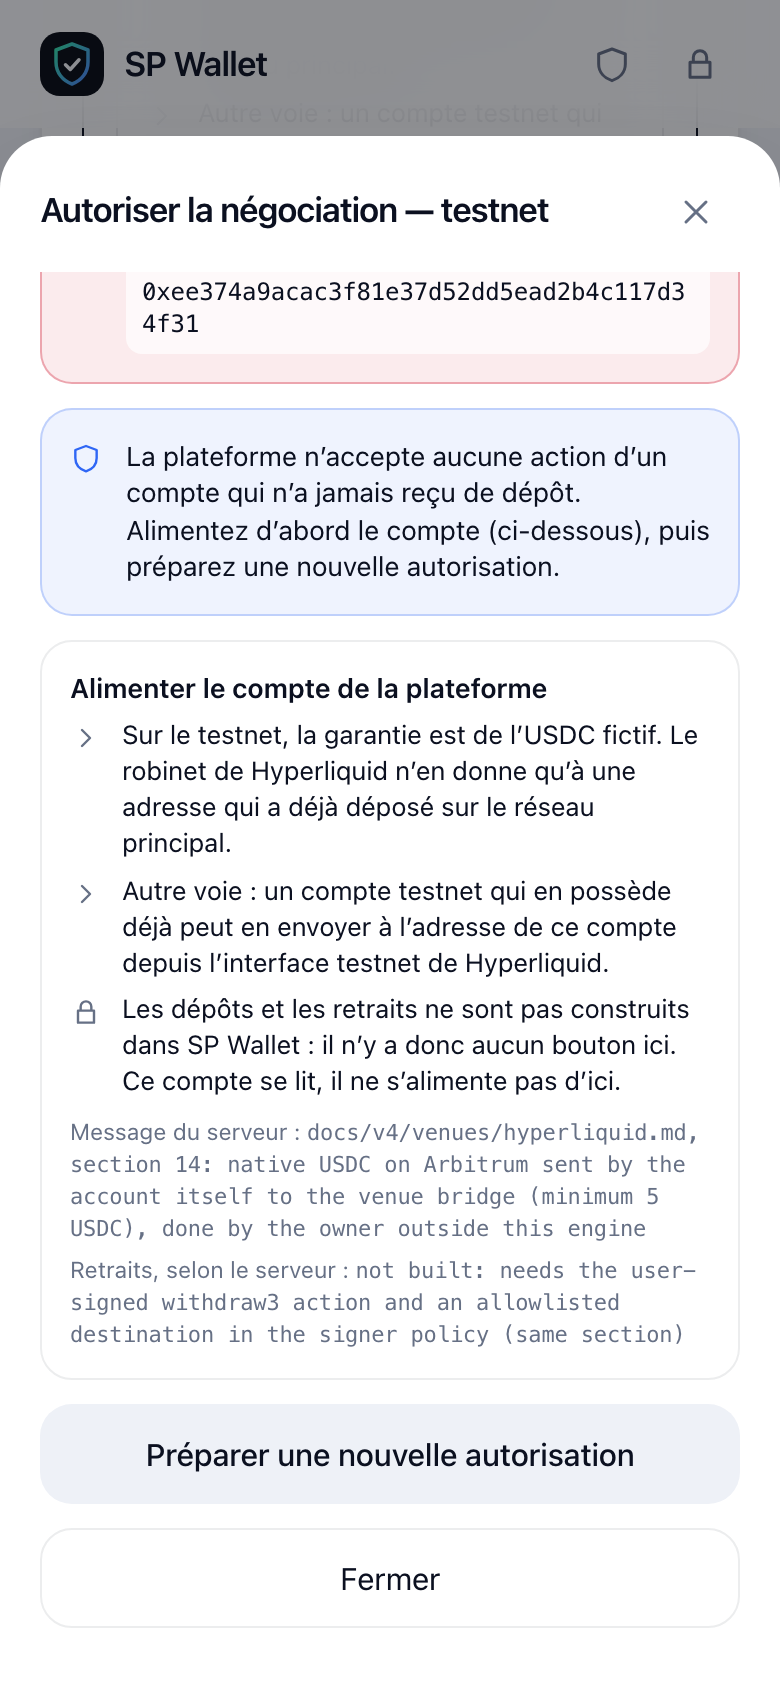 SP Wallet
Autre voie : un compte testnet qui
Autoriser la négociation — testnet
0xee374a9acac3f81e37d52dd5ead2b4c117d3
4f31
La plateforme n’accepte aucune action d’un
compte qui n’a jamais reçu de dépôt.
Alimentez d’abord le compte (ci-dessous), puis
préparez une nouvelle autorisation.
Alimenter le compte de la plateforme
Sur le testnet, la garantie est de l’USDC fictif. Le
robinet de Hyperliquid n’en donne qu’à une
adresse qui a déjà déposé sur le réseau
principal.
Autre voie : un compte testnet qui en possède
déjà peut en envoyer à l’adresse de ce compte
depuis l’interface testnet de Hyperliquid.
Les dépôts et les retraits ne sont pas construits
dans SP Wallet : il n’y a donc aucun bouton ici.
Ce compte se lit, il ne s’alimente pas d’ici.
Message du serveur : docs/v4/venues/hyperliquid.md,
section 14: native USDC on Arbitrum sent by the
account itself to the venue bridge (minimum 5
USDC), done by the owner outside this engine
Retraits, selon le serveur : not built: needs the user-
signed withdraw3 action and an allowlisted
destination in the signer policy (same section)
Préparer une nouvelle autorisation
Fermer